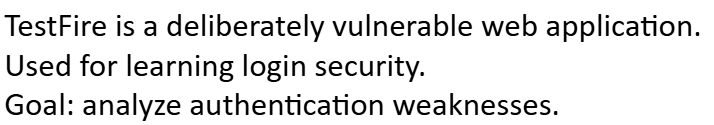 TestFire is a deliberately vulnerable web application.
Used for learning login security.
Goal: analyze authentication weaknesses.